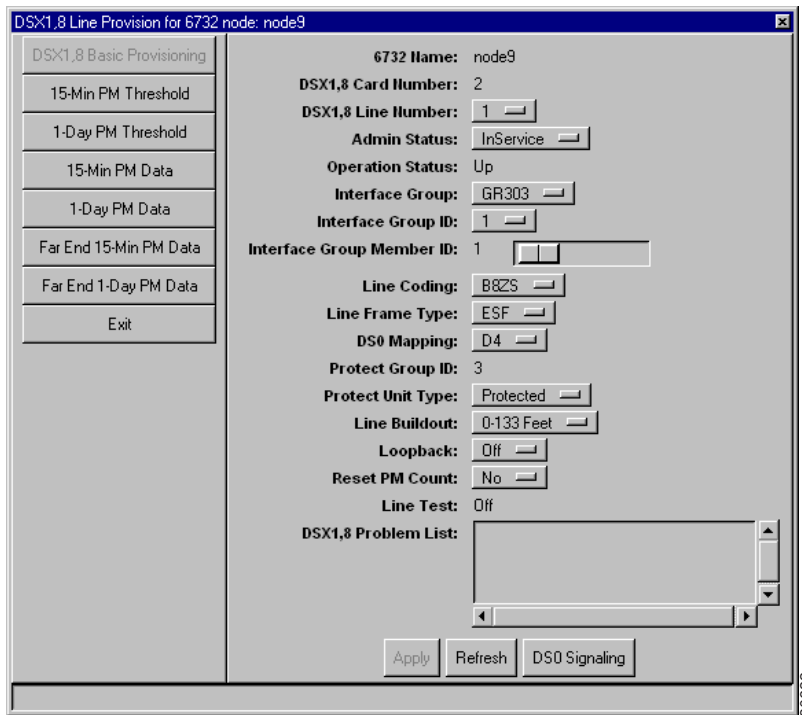 DSX1,8 Line Provision for 6732 node: node9
DSX1,8 Basic Provisioning
15-Min PM Threshold
1-Day PM Threshold
15-Min PM Data
1-Day PM Data
Far End 15-Min PM Data
Far End 1-Day PM Data
Exit
6732 Name: node9
DSX1,8 Card Number: 2
DSX1,8 Line Number: 1
Admin Status: InService
Operation Status: Up
Interface Group: GR303
Interface Group ID: 1
Interface Group Member ID: 1
Line Coding: B8ZS
Line Frame Type: ESF
DS0 Mapping: D4
Protect Group ID: 3
Protect Unit Type: Protected
Line Buildout: 0-133 Feet
Loopback: Off
Reset PM Count: No
Line Test: Off
DSX1,8 Problem List:
Apply Refresh DS0 Signaling